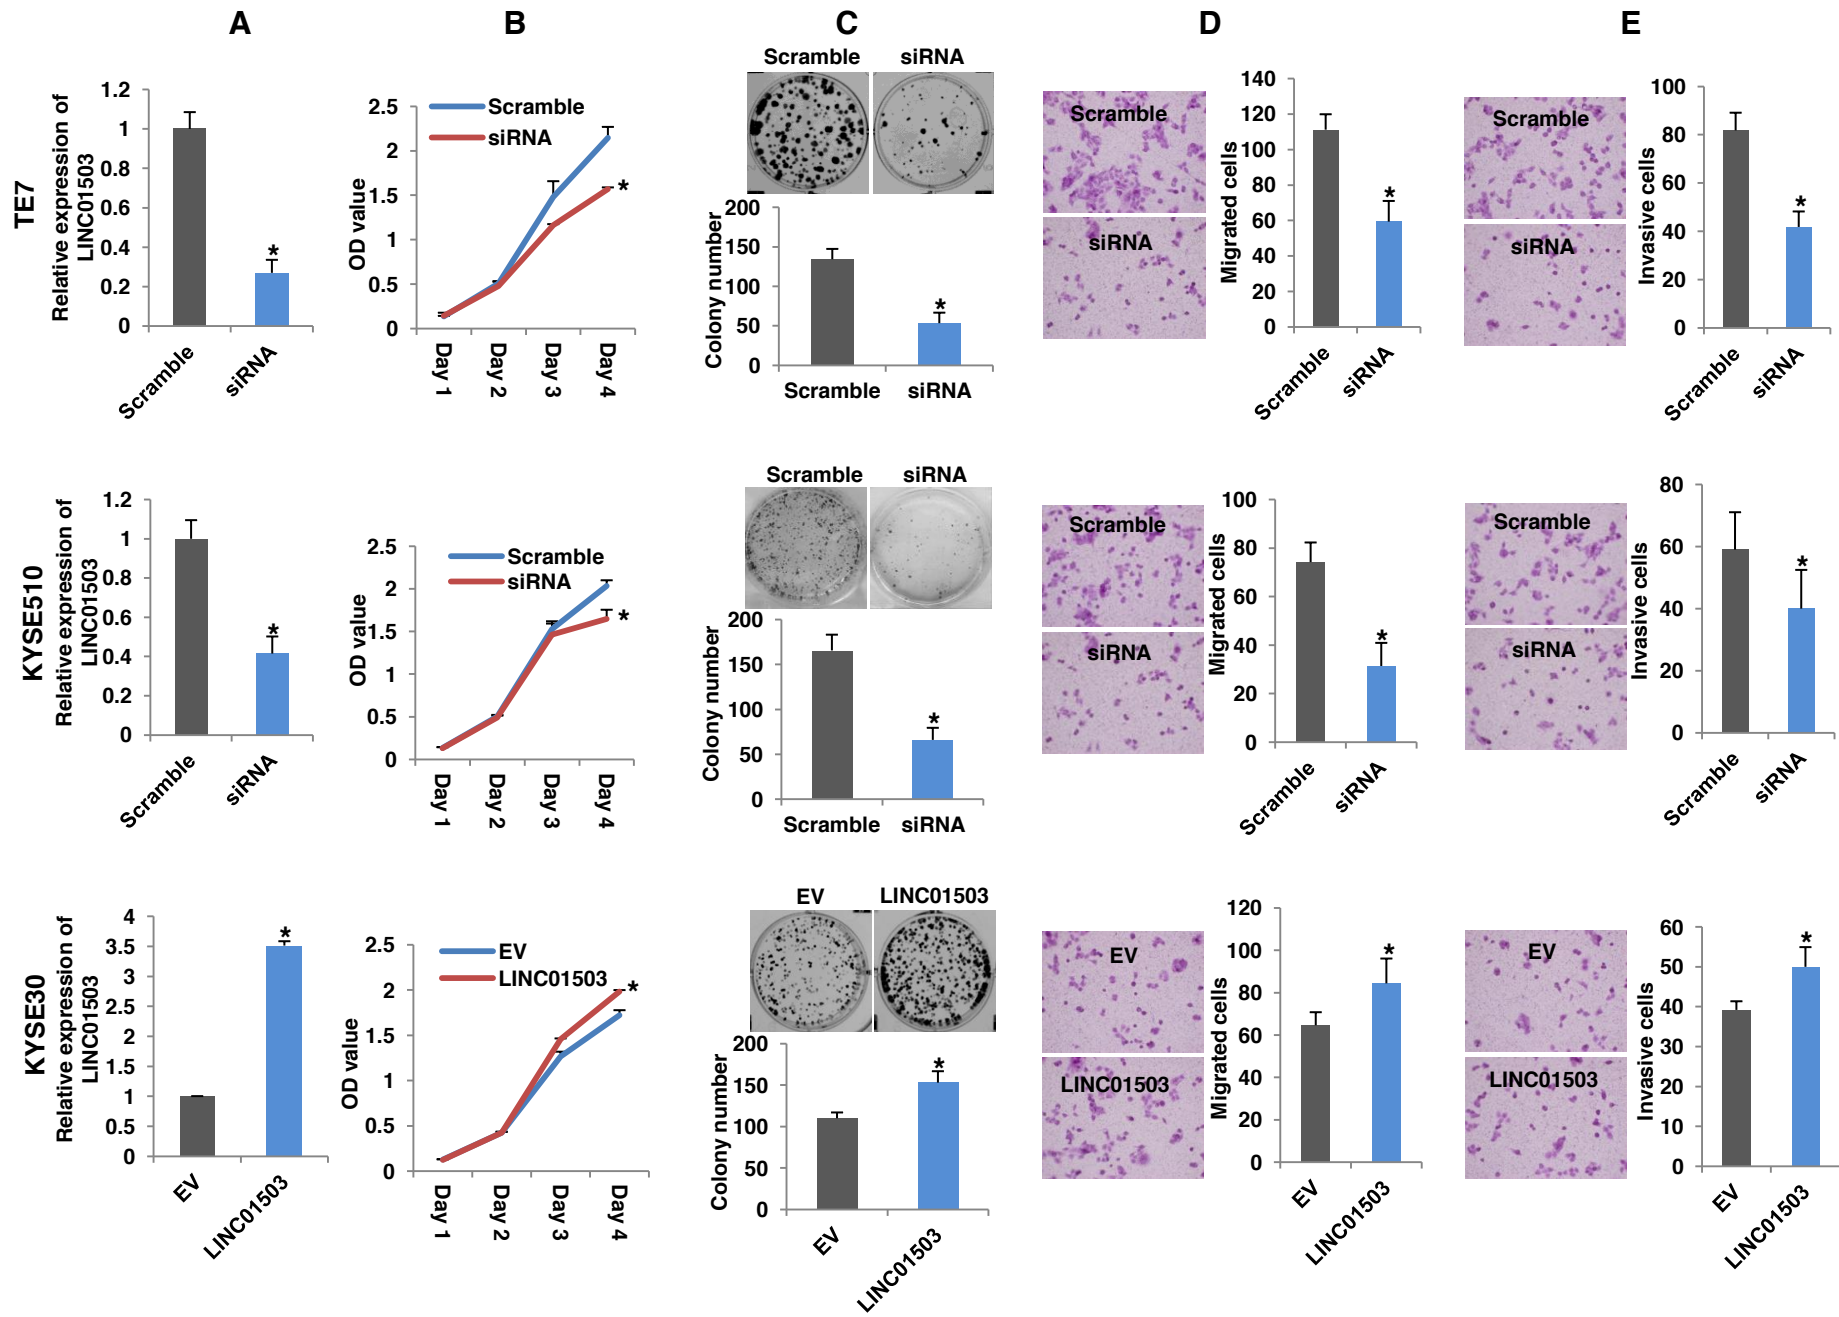 A
B
C
D
E
TE7
Relative expression of
LINC01503
1.2
1
0.8
0.6
0.4
0.2
0
*
Scramble
siRNA
OD value
2.5
2
1.5
1
0.5
0
Scramble
siRNA
*
Day 1
Day 2
Day 3
Day 4
Scramble
siRNA
Colony number
200
150
100
50
0
*
Scramble
siRNA
Scramble
siRNA
Migrated cells
140
120
100
80
60
40
20
0
*
Scramble
siRNA
Scramble
siRNA
Invasive cells
100
80
60
40
20
0
*
Scramble
siRNA
KYSE510
Relative expression of
LINC01503
1.2
1
0.8
0.6
0.4
0.2
0
*
Scramble
siRNA
OD value
2.5
2
1.5
1
0.5
0
Scramble
siRNA
*
Day 1
Day 2
Day 3
Day 4
Scramble
siRNA
Colony number
200
150
100
50
0
*
Scramble
siRNA
Scramble
siRNA
Migrated cells
100
80
60
40
20
0
*
Scramble
siRNA
Scramble
siRNA
Invasive cells
80
60
40
20
0
*
Scramble
siRNA
KYSE30
Relative expression of
LINC01503
4
3.5
3
2.5
2
1.5
1
0.5
0
*
EV
LINC01503
OD value
2.5
2
1.5
1
0.5
0
EV
LINC01503
*
Day 1
Day 2
Day 3
Day 4
EV
LINC01503
Colony number
200
150
100
50
0
*
EV
LINC01503
EV
LINC01503
Migrated cells
120
100
80
60
40
20
0
*
EV
LINC01503
EV
LINC01503
Invasive cells
60
50
40
30
20
10
0
*
EV
LINC01503